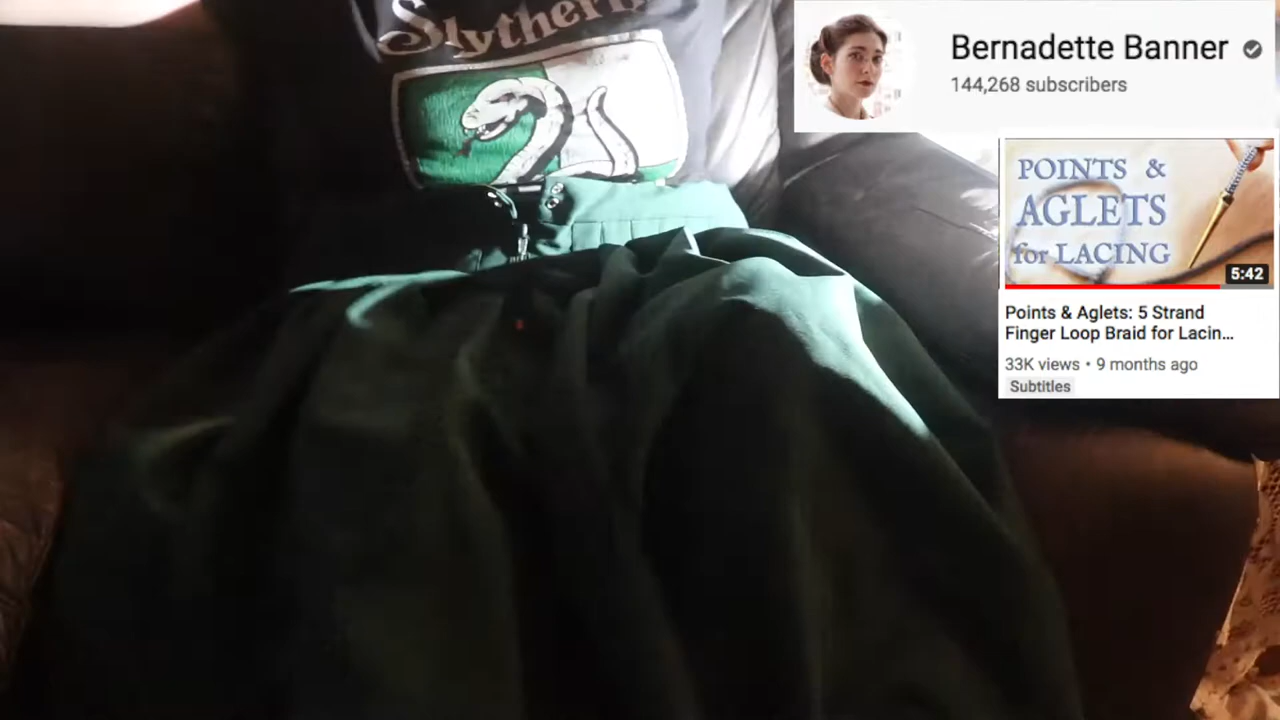 Slytherin
Bernadette Banner
144,268 subscribers
POINTS &
AGLETS
for LACING
5:42
Points & Aglets: 5 Strand
Finger Loop Braid for Lacin...
33K views • 9 months ago
Subtitles